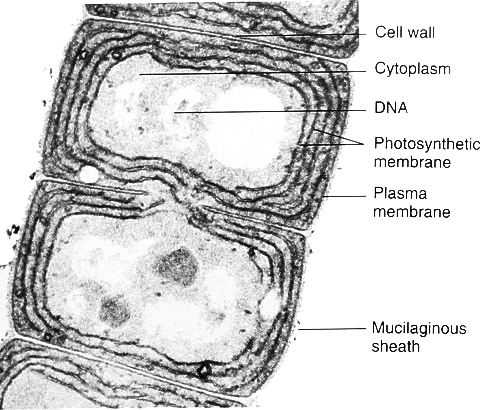 Cell wall
Cytoplasm
DNA
Photosynthetic
membrane
Plasma
membrane
Mucilaginous
sheath